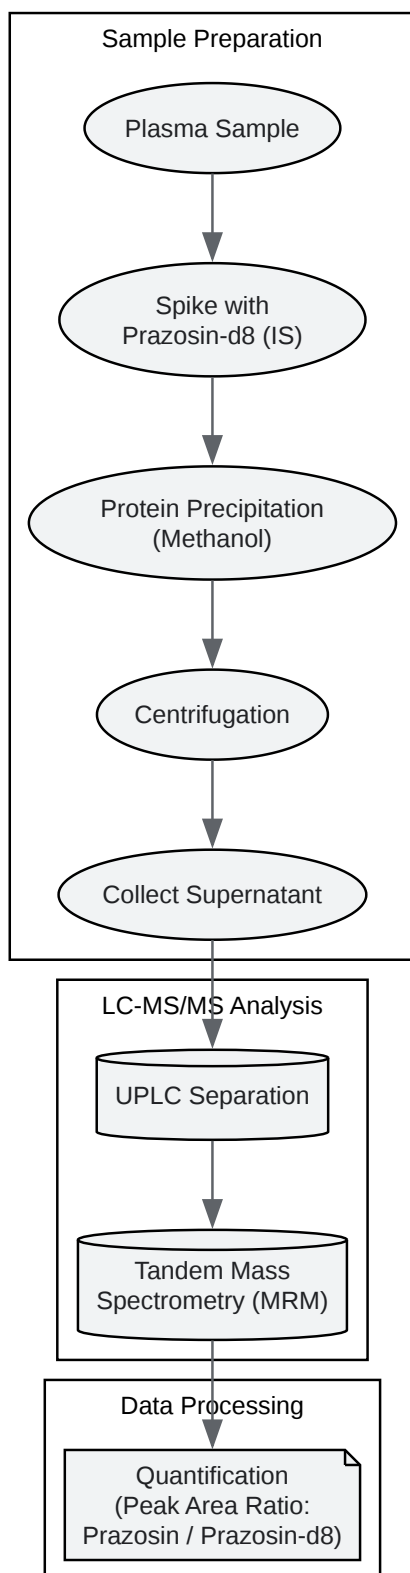 Sample Preparation
Plasma Sample
Spike with
Prazosin-d8 (IS)
Protein Precipitation
(Methanol)
Centrifugation
Collect Supernatant
LC-MS/MS Analysis
UPLC Separation
Tandem Mass
Spectrometry (MRM)
Data Processing
Quantification
(Peak Area Ratio:
Prazosin / Prazosin-d8)